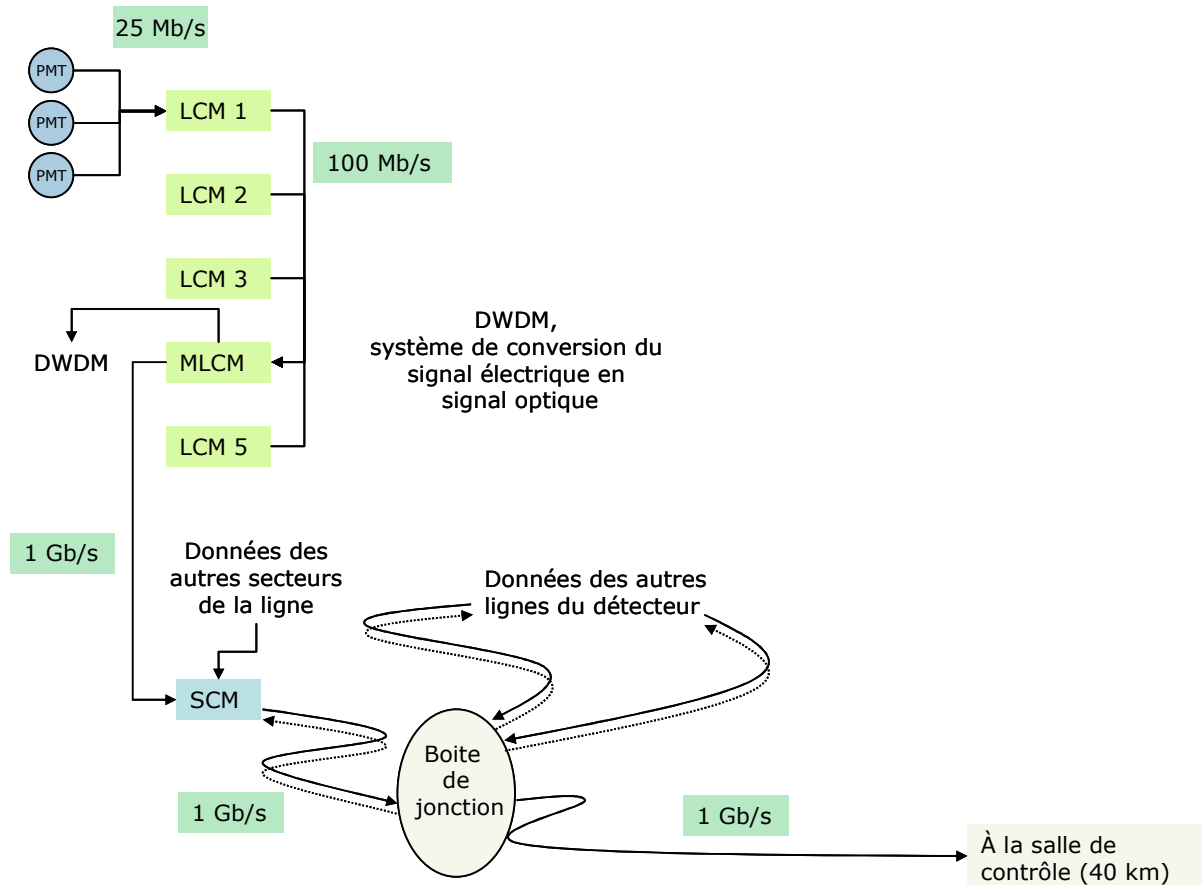 25 Mb/s
PMT
PMT
PMT
LCM 1
100 Mb/s
LCM 2
LCM 3
DWDM
MLCM
DWDM,
système de conversion du
signal électrique en
signal optique
LCM 5
1 Gb/s
Données des
autres secteurs
de la ligne
Données des autres
lignes du détecteur
SCM
Boite
de
jonction
1 Gb/s
1 Gb/s
À la salle de
contrôle (40 km)